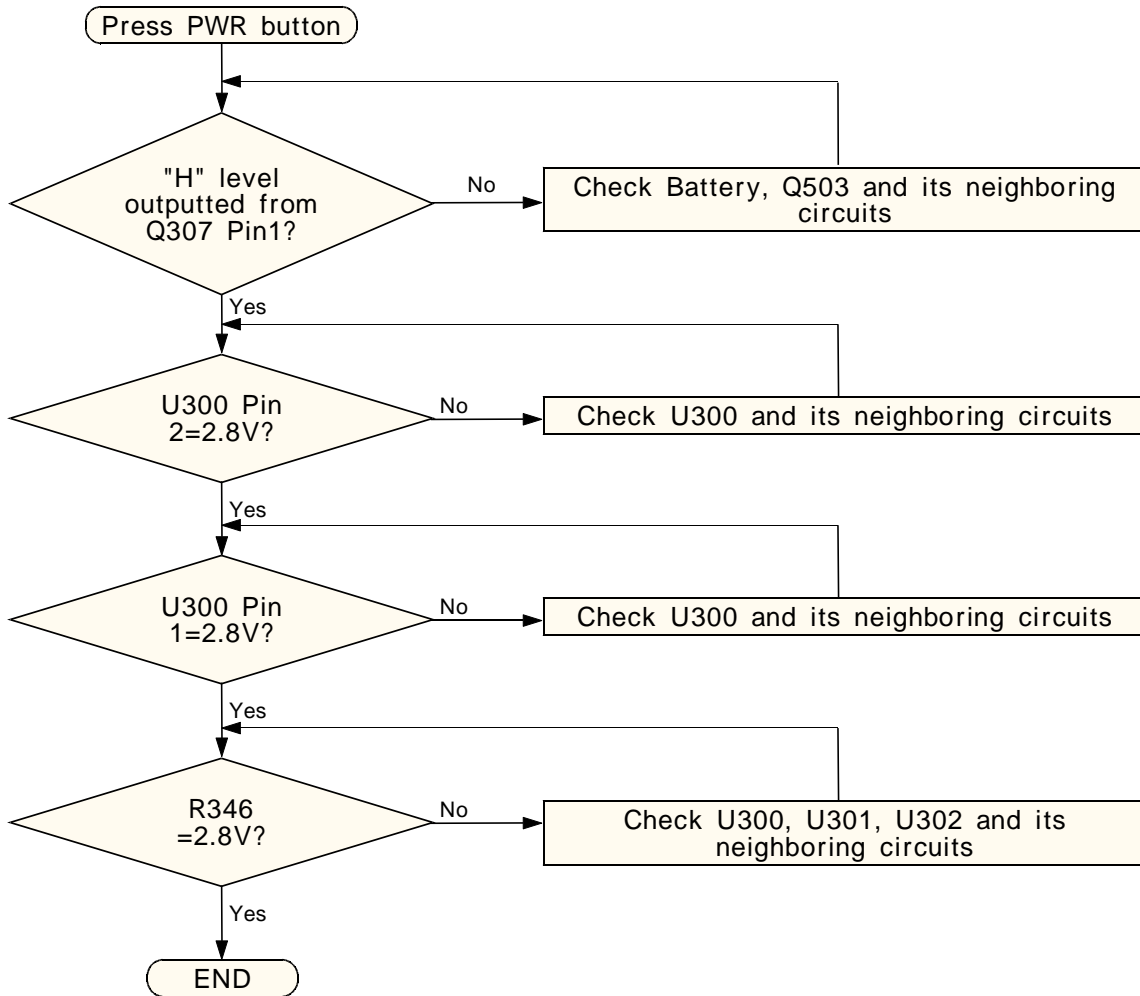 Press PWR button
"H" level
outputted from
Q307 Pin1?
No
Check Battery, Q503 and its neighboring
circuits
Yes
U300 Pin
2=2.8V?
No
Check U300 and its neighboring circuits
Yes
U300 Pin
1=2.8V?
No
Check U300 and its neighboring circuits
Yes
R346
=2.8V?
No
Check U300, U301, U302 and its
neighboring circuits
Yes
END